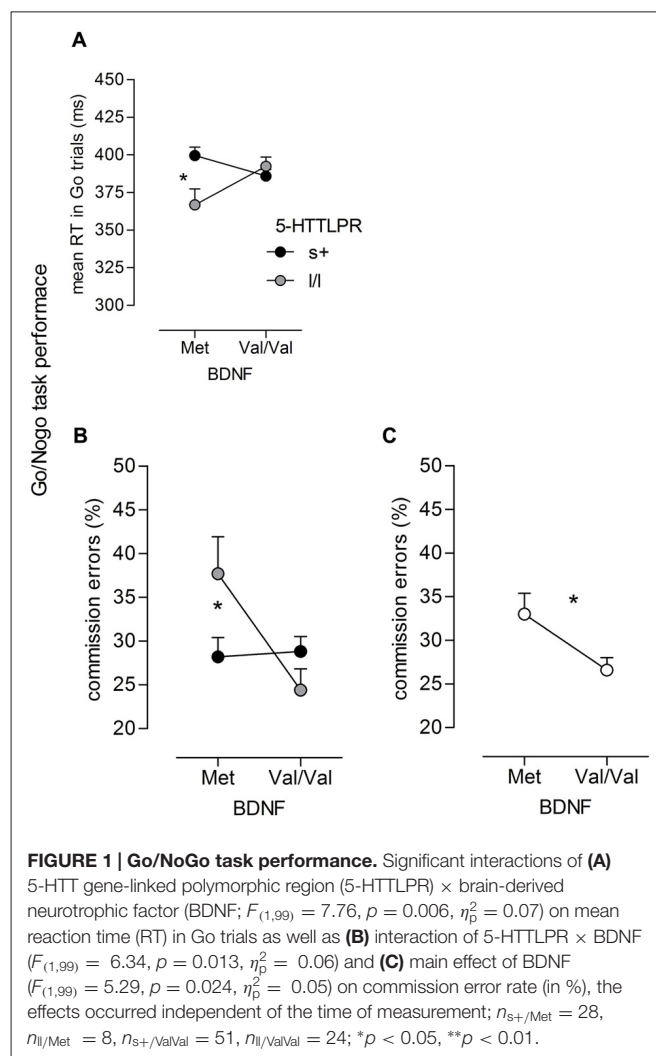 A
Go/Nogo task performace
mean RT in Go trials (ms)
450
425
400
375
350
325
300
*
5-HTTLPR
s+
l/l
Met Val/Val
BDNF
B
commission errors (%)
50
45
40
35
30
25
20
*
Met Val/Val
BDNF
C
commission errors (%)
50
45
40
35
30
25
20
*
Met Val/Val
BDNF
FIGURE 1 | Go/NoGo task performance. Significant interactions of (A)
5-HTT gene-linked polymorphic region (5-HTTLPR) × brain-derived
neurotrophic factor (BDNF; F(1,99) = 7.76, p = 0.006, η²p = 0.07) on mean
reaction time (RT) in Go trials as well as (B) interaction of 5-HTTLPR × BDNF
(F(1,99) = 6.34, p = 0.013, η²p = 0.06) and (C) main effect of BDNF
(F(1,99) = 5.29, p = 0.024, η²p = 0.05) on commission error rate (in %), the
effects occurred independent of the time of measurement; ns+/Met = 28,
nll/Met = 8, ns+/ValVal = 51, nll/ValVal = 24; *p < 0.05, **p < 0.01.